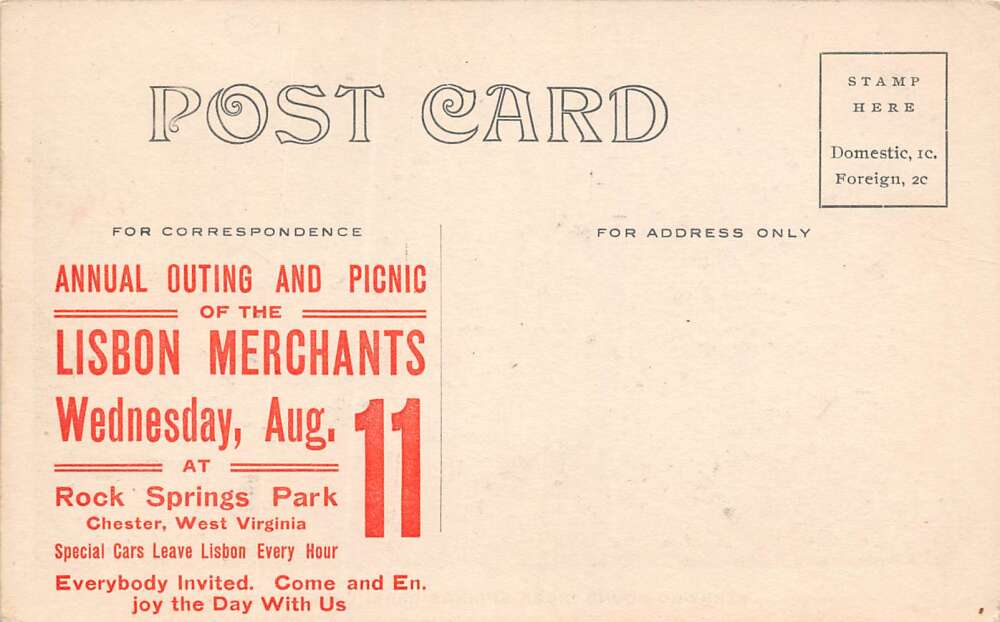 POST CARD
STAMP
HERE
Domestic, 1c.
Foreign, 2c
FOR CORRESPONDENCE
FOR ADDRESS ONLY
ANNUAL OUTING AND PICNIC
OF THE
LISBON MERCHANTS
Wednesday, Aug. 11
AT
Rock Springs Park
Chester, West Virginia
Special Cars Leave Lisbon Every Hour
Everybody Invited. Come and En.
joy the Day With Us